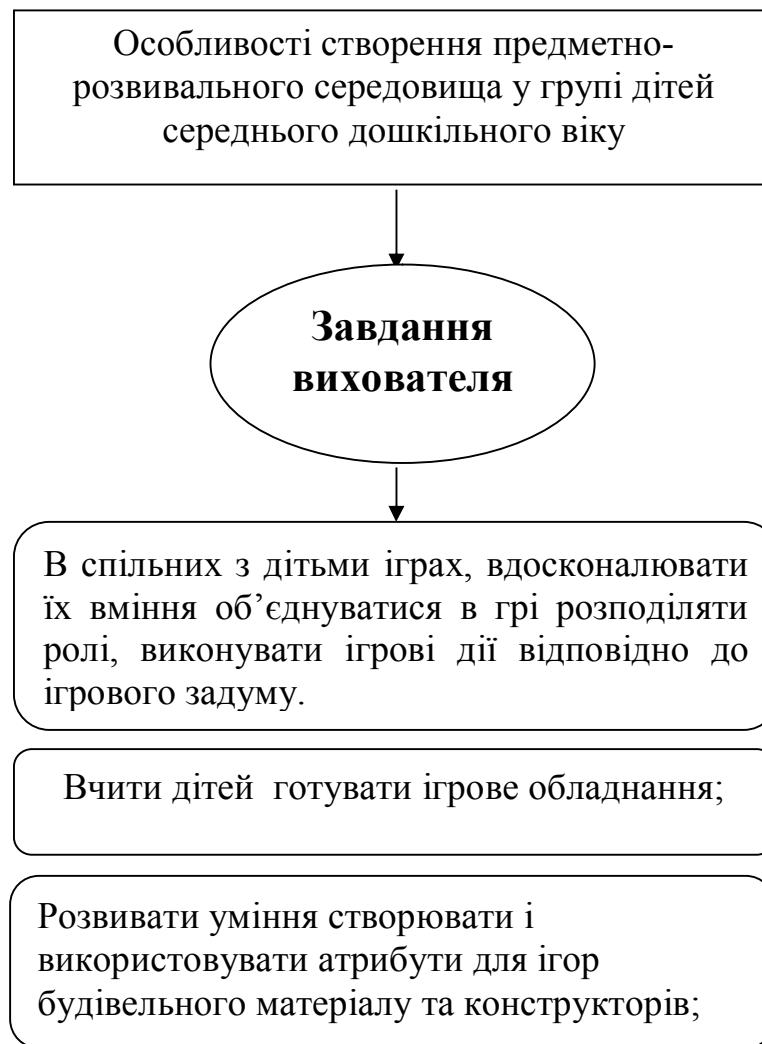 Особливості створення предметно-
розвивального середовища у групі дітей
середнього дошкільного віку
Завдання
вихователя
В спільних з дітьми іграх, вдосконалювати
їх вміння об’єднуватися в грі розподіляти
ролі, виконувати ігрові дії відповідно до
ігрового задуму.
Вчити дітей готувати ігрове обладнання;
Розвивати уміння створювати і
використовувати атрибути для ігор
будівельного матеріалу та конструкторів;